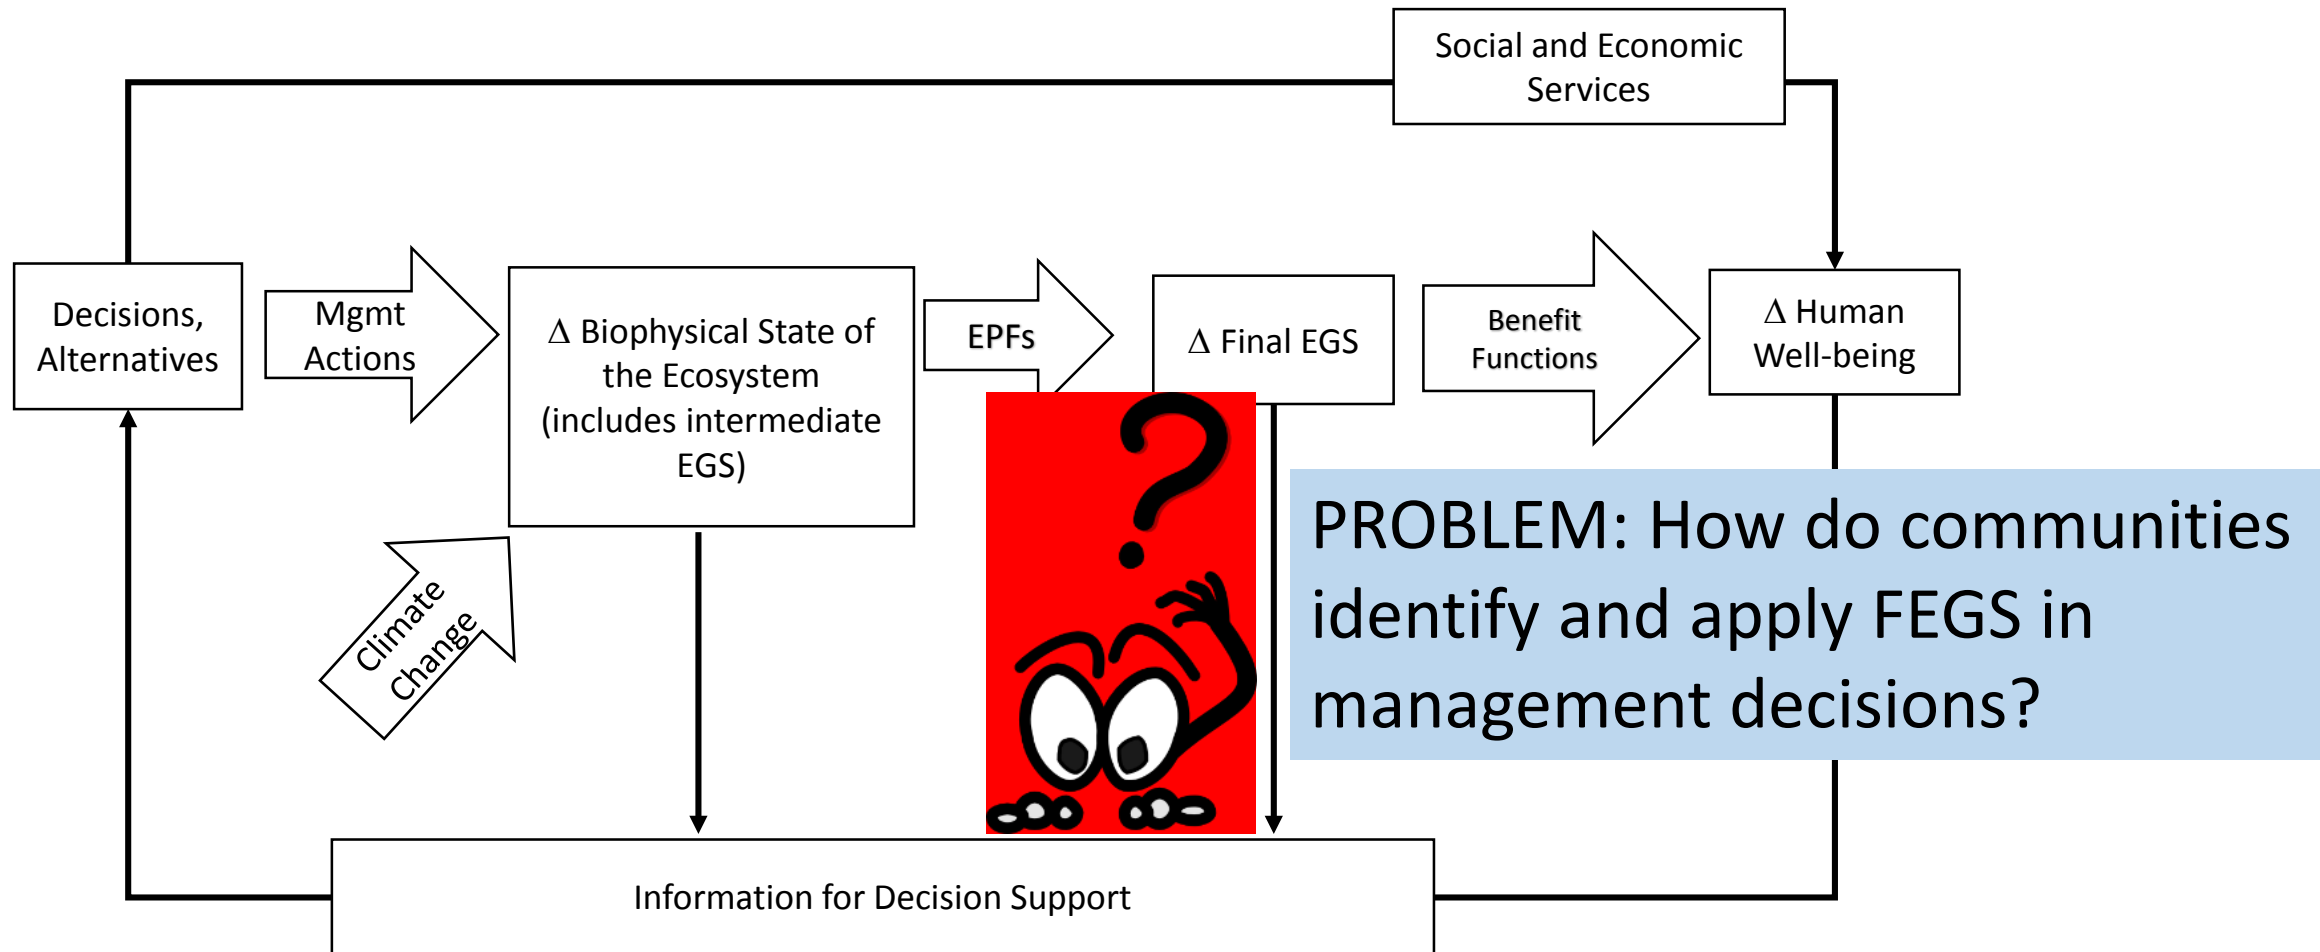 Social and Economic
Services
Decisions,
Alternatives
Mgmt
Actions
Δ Biophysical State of
the Ecosystem
(includes intermediate
EGS)
EPFs
Δ Final EGS
Benefit
Functions
Δ Human
Well-being
Climate
Change
?
PROBLEM: How do communities
identify and apply FEGS in
management decisions?
Information for Decision Support